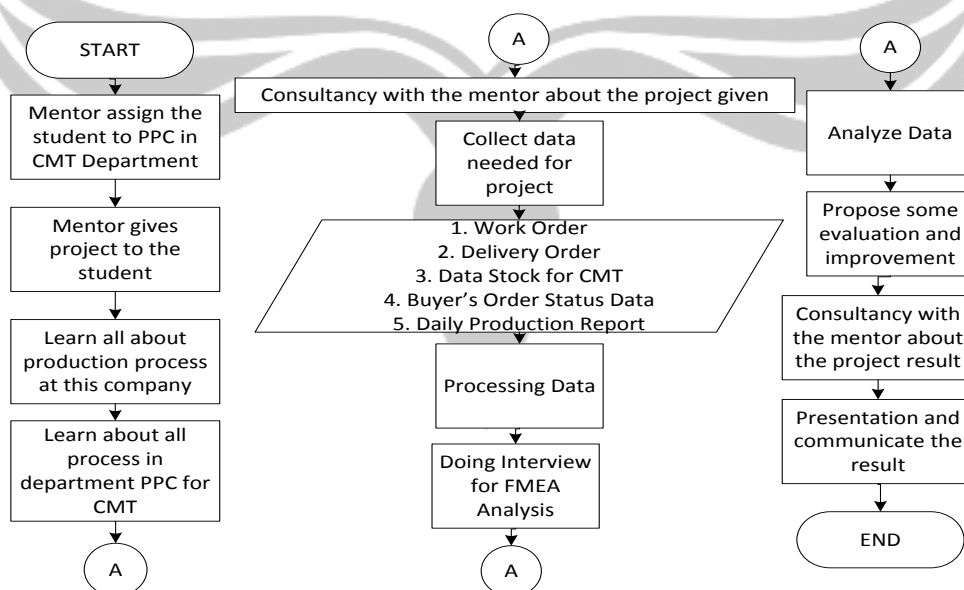 START
Mentor assign the
student to PPC in
CMT Department
Mentor gives
project to the
student
Learn all about
production process
at this company
Learn about all
process in
department PPC for
CMT
A
A
Consultancy with the mentor about the project given
Collect data
needed for
project
1. Work Order
2. Delivery Order
3. Data Stock for CMT
4. Buyer’s Order Status Data
5. Daily Production Report
Processing Data
Doing Interview
for FMEA
Analysis
A
A
Analyze Data
Propose some
evaluation and
improvement
Consultancy with
the mentor about
the project result
Presentation and
communicate the
result
END